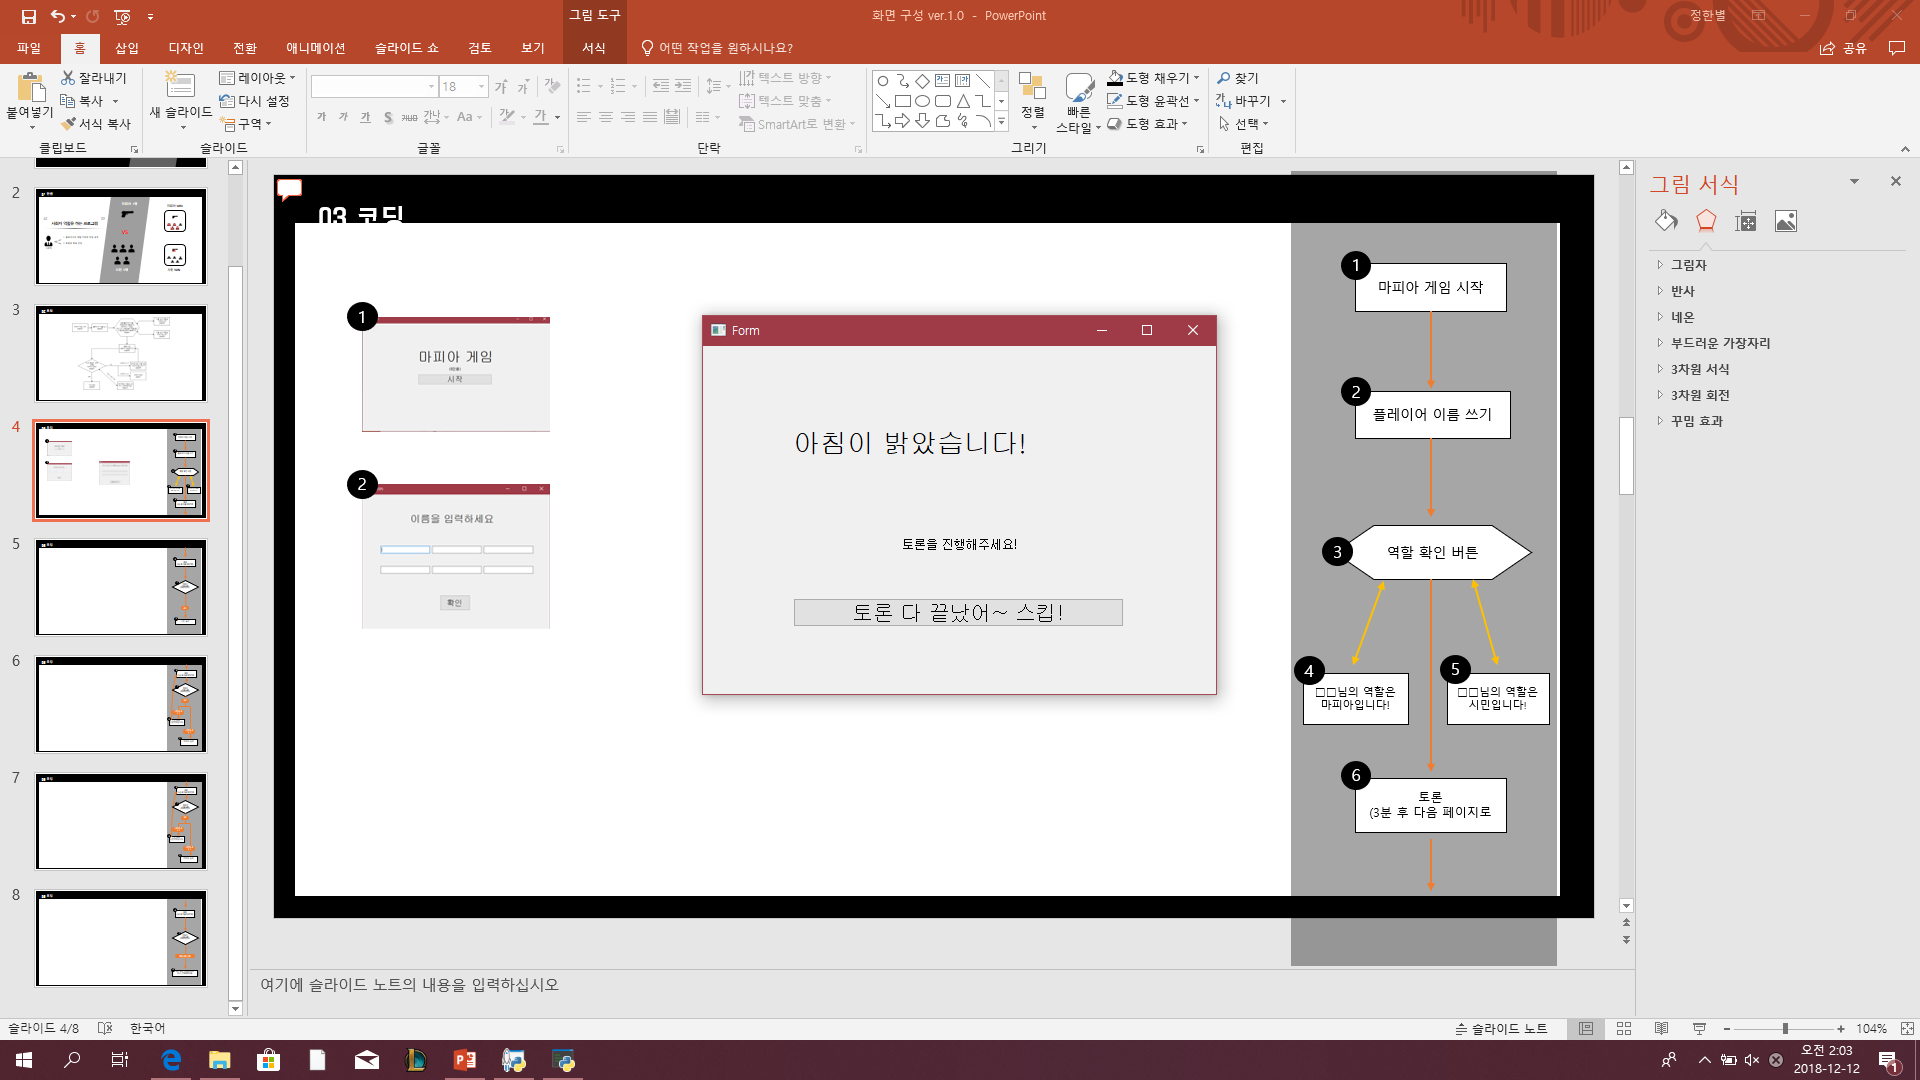 그림 도구
화면 구성 ver.1.0 - PowerPoint
정한별
파일
홈
삽입
디자인
전환
애니메이션
슬라이드 쇼
검토
보기
서식
어떤 작업을 원하시나요?
공유
붙여넣기
잘라내기
복사
서식 복사
클립보드
새 슬라이드
레이아웃
다시 설정
구역
슬라이드
18
가 가 가 S
Aa
글꼴
텍스트 방향
텍스트 맞춤
SmartArt로 변환
단락
정렬
빠른
스타일
도형 채우기
도형 윤곽선
도형 효과
그리기
찾기
바꾸기
선택
편집
2
3
4
5
6
7
8
03 코딩
1
마피아 게임
시작
2
이름을 입력하세요
확인
Form
아침이 밝았습니다!
토론을 진행해주세요!
토론 다 끝났어~ 스킵!
1
마피아 게임 시작
2
플레이어 이름 쓰기
3
역할 확인 버튼
4
□□님의 역할은
마피아입니다!
5
□□님의 역할은
시민입니다!
6
토론
(3분 후 다음 페이지로
그림 서식
그림자
반사
네온
부드러운 가장자리
3차원 서식
3차원 회전
꾸밈 효과
여기에 슬라이드 노트의 내용을 입력하십시오
슬라이드 4/8
한국어
슬라이드 노트
104%
오전 2:03
2018-12-12
1